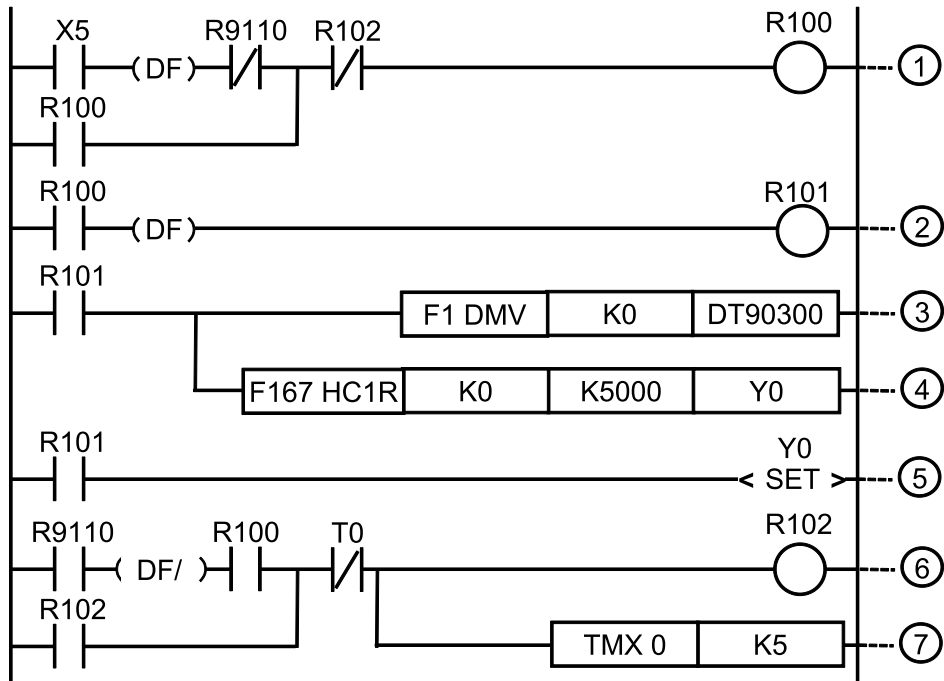 X5 R9110 R102 R100
( DF ) 1
R100
R100 R101
( DF ) 2
R101
F1 DMV K0 DT90300 3
F167 HC1R K0 K5000 Y0 4
R101 Y0
< SET > 5
R9110 R100 T0 R102
( DF/ ) 6
R102
TMX 0 K5 7